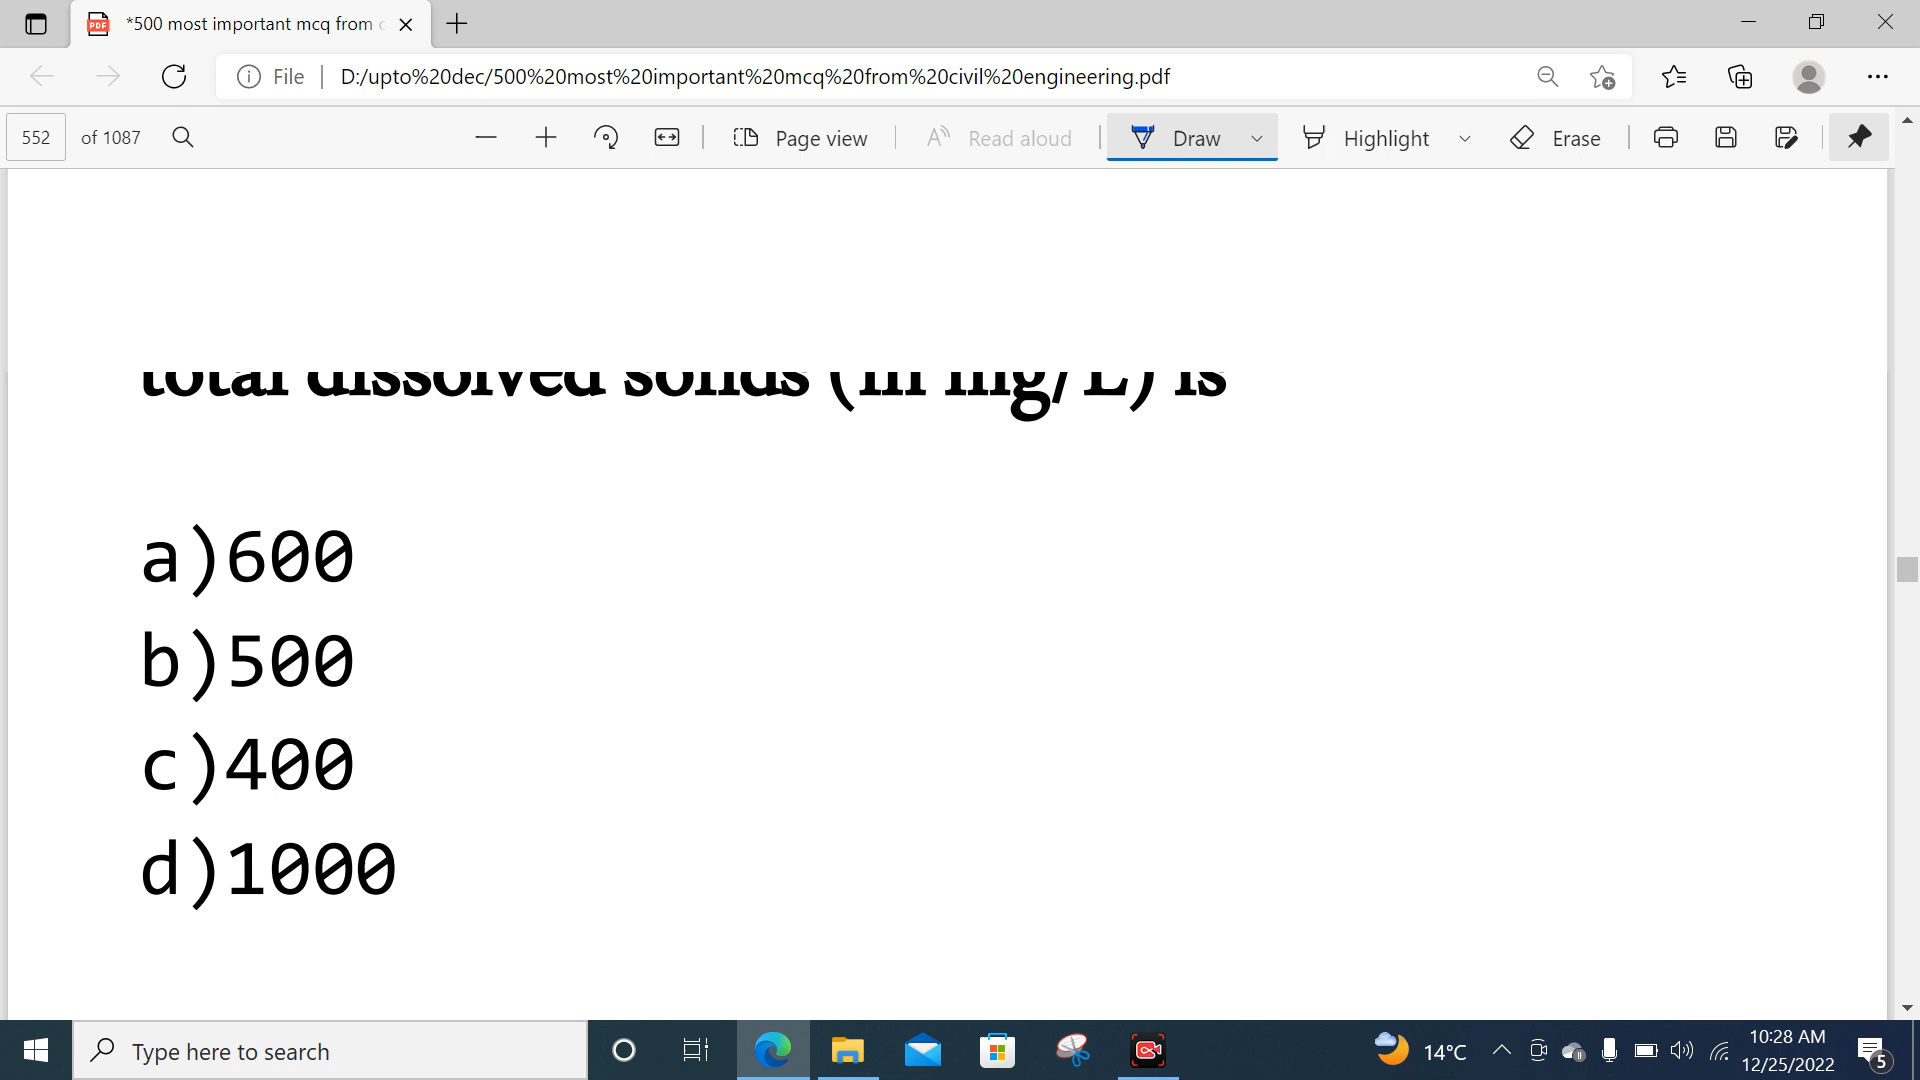 *500 most important mcq from c
File
D:/upto%20dec/500%20most%20important%20mcq%20from%20civil%20engineering.pdf
552 of 1087
Page view
Read aloud
Draw
Highlight
Erase
total dissolved solids (in mg/L) is
a)600
b)500
c)400
d)1000
Type here to search
14°C
10:28 AM
12/25/2022
5